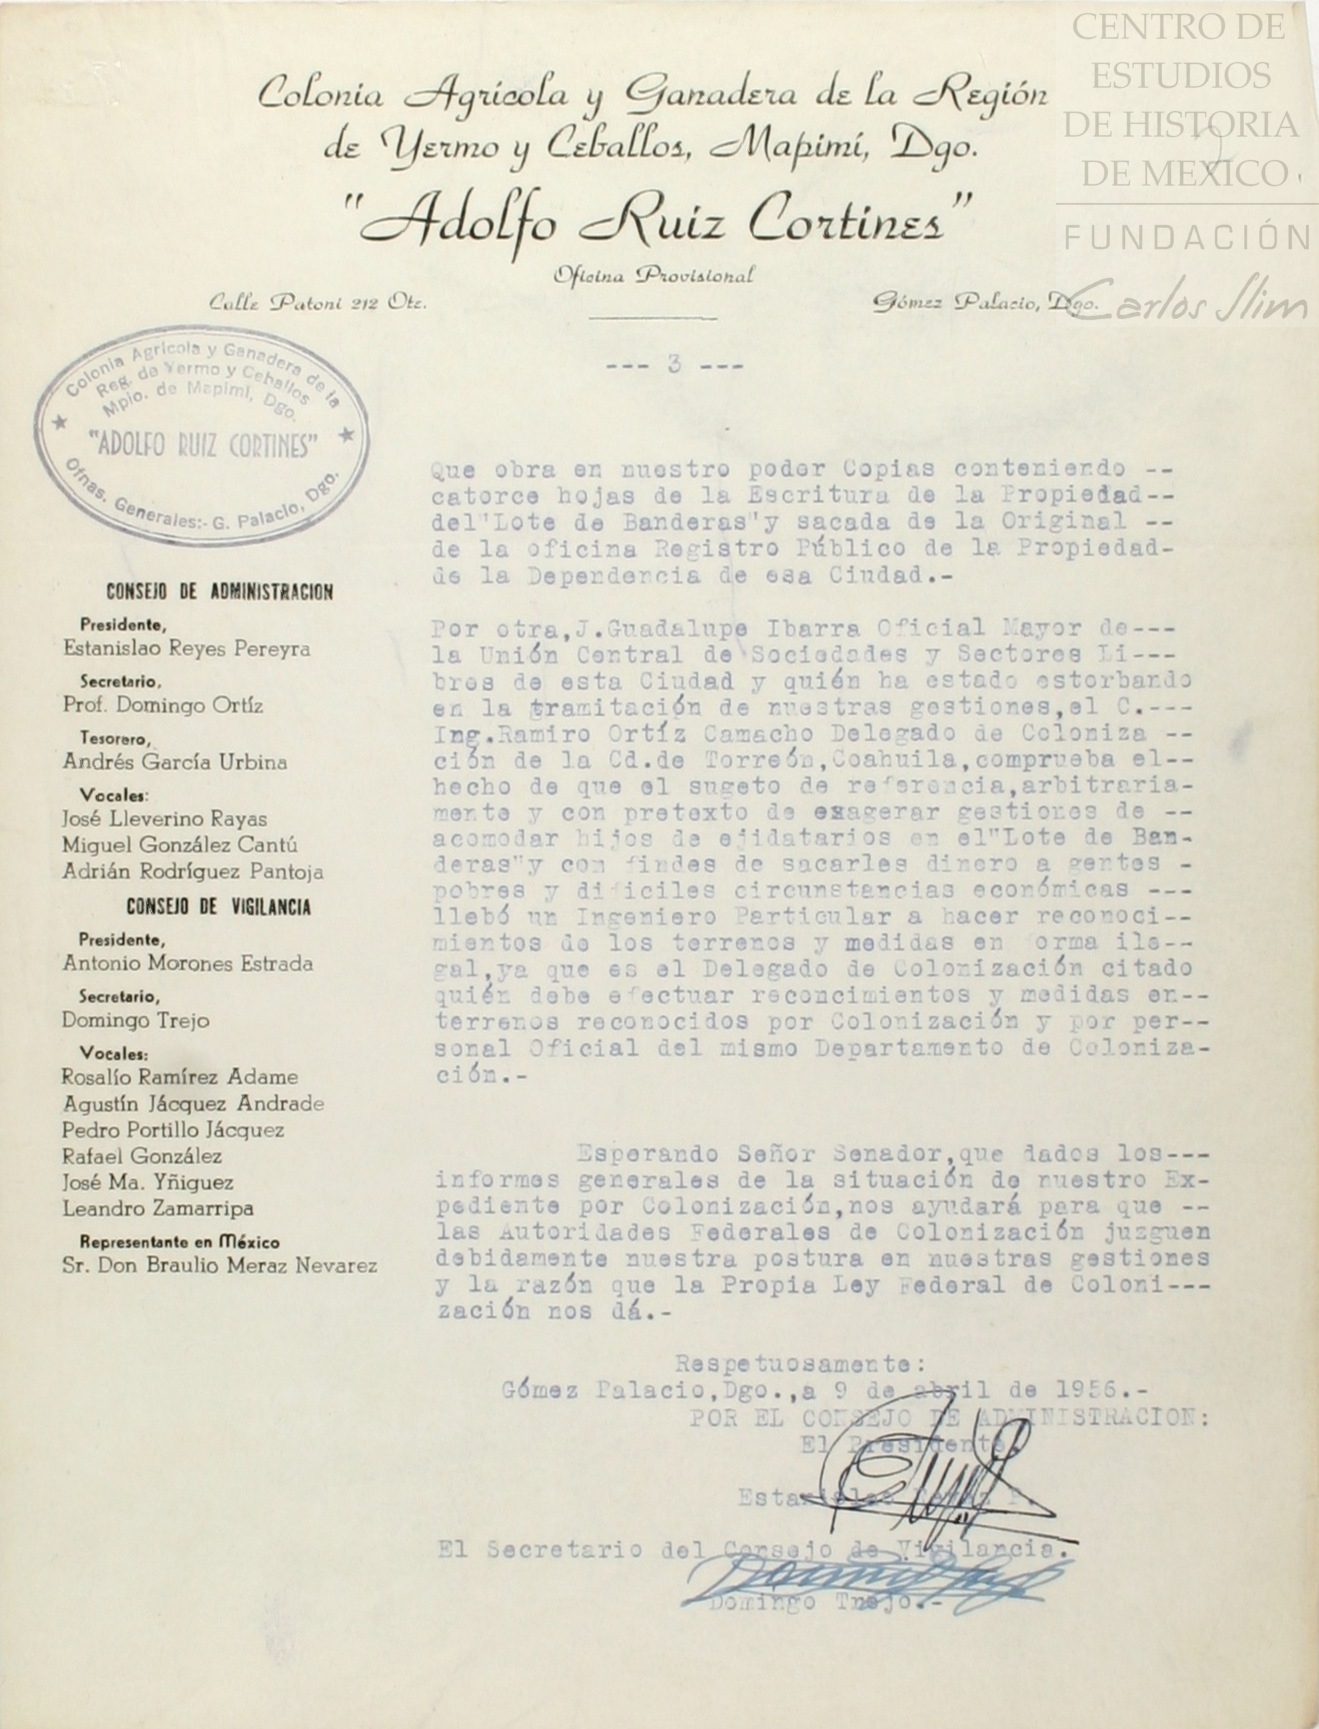 CENTRO DE
ESTUDIOS
DE HISTORIA
DE MEXICO
FUNDACIÓN
Carlos Slim
Colonia Agrícola y Ganadera de la Región
de Yermo y Ceballos, Mapimí, Dgo.
"Adolfo Ruiz Cortines"
Oficina Provisional
Calle Patoni 212 Ote.
Gómez Palacio, Dgo.
Colonia Agrícola y Ganadera de la
Reg. de Yermo y Ceballos
Mpio. de Mapimí, Dgo.
"ADOLFO RUIZ CORTINES"
Ofnas. Generales:- G. Palacio, Dgo.
--- 3 ---
CONSEJO DE ADMINISTRACION
Presidente,
Estanislao Reyes Pereyra
Secretario,
Prof. Domingo Ortíz
Tesorero,
Andrés García Urbina
Vocales:
José Lleverino Rayas
Miguel González Cantú
Adrián Rodríguez Pantoja
CONSEJO DE VIGILANCIA
Presidente,
Antonio Morones Estrada
Secretario,
Domingo Trejo
Vocales:
Rosalío Ramírez Adame
Agustín Jácquez Andrade
Pedro Portillo Jácquez
Rafael González
José Ma. Yñiguez
Leandro Zamarripa
Representante en México
Sr. Don Braulio Meraz Nevarez
Que obra en nuestro poder Copias conteniendo --
catorce hojas de la Escritura de la Propiedad--
del"Lote de Banderas"y sacada de la Original --
de la oficina Registro Público de la Propiedad-
de la Dependencia de esa Ciudad.-
Por otra,J.Guadalupe Ibarra Oficial Mayor de---
la Unión Central de Sociedades y Sectores Li---
bres de esta Ciudad y quién ha estado estorbando
en la tramitación de nuestras gestiones,el C.---
Ing.Ramiro Ortíz Camacho Delegado de Coloniza --
ción de la Cd.de Torreón,Coahuila,comprueba el--
hecho de que el sugeto de referencia,arbitraria-
mente y con pretexto de exagerar gestiones de --
acomodar hijos de ejidatarios en el"Lote de Ban-
deras"y con findes de sacarles dinero a gentes -
pobres y dificiles circunstancias económicas ---
llebó un Ingeniero Particular a hacer reconoci--
mientos de los terrenos y medidas en forma ile--
gal,ya que es el Delegado de Colonización citado
quién debe efectuar reconcimientos y medidas en--
terrenos reconocidos por Colonización y por per--
sonal Oficial del mismo Departamento de Coloniza-
ción.-
Esperando Señor Senador,que dados los---
informes generales de la situación de nuestro Ex-
pediente por Colonización,nos ayudará para que --
las Autoridades Federales de Colonización juzguen
debidamente nuestra postura en nuestras gestiones
y la razón que la Propia Ley Federal de Coloni---
zación nos dá.-
Respetuosamente:
Gómez Palacio,Dgo.,a 9 de abril de 1956.-
POR EL CONSEJO DE ADMINISTRACION:
El Presidente.
Estanislao Reyes P.
El Secretario del Consejo de Vigilancia.
Domingo Trejo.-